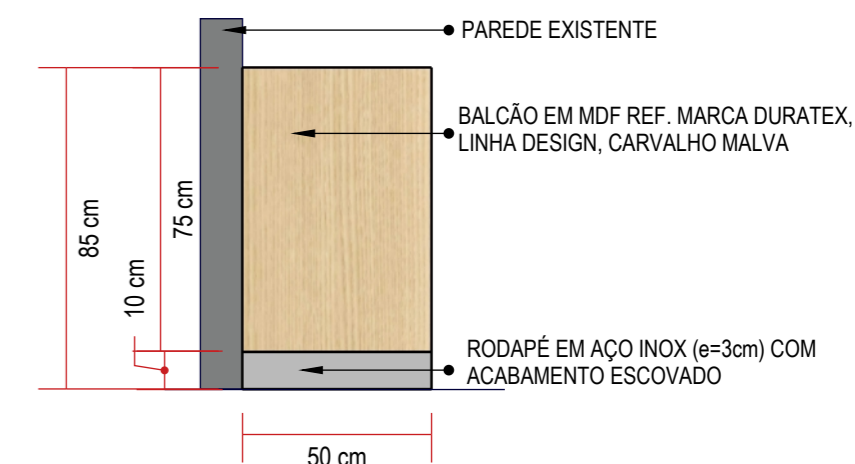 PAREDE EXISTENTE
BALCÃO EM MDF REF. MARCA DURATEX,
LINHA DESIGN, CARVALHO MALVA
85 cm
75 cm
10 cm
RODAPÉ EM AÇO INOX (e=3cm) COM
ACABAMENTO ESCOVADO
50 cm